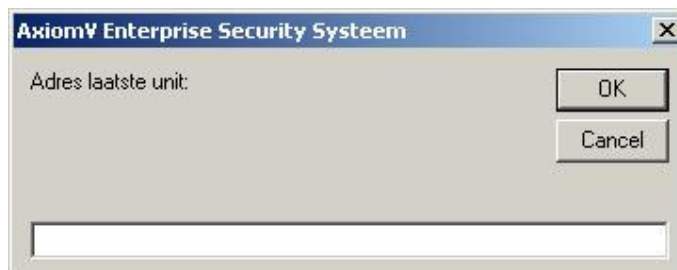 AxiomV Enterprise Security Systeem
Adres laatste unit:
OK
Cancel